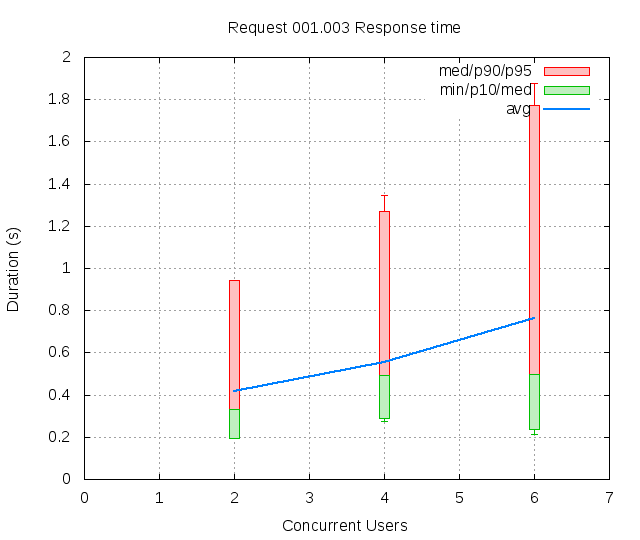 Request 001.003 Response time
med/p90/p95
min/p10/med
avg
2
1.8
1.6
1.4
1.2
1
0.8
0.6
0.4
0.2
0
Duration (s)
0 1 2 3 4 5 6 7
Concurrent Users